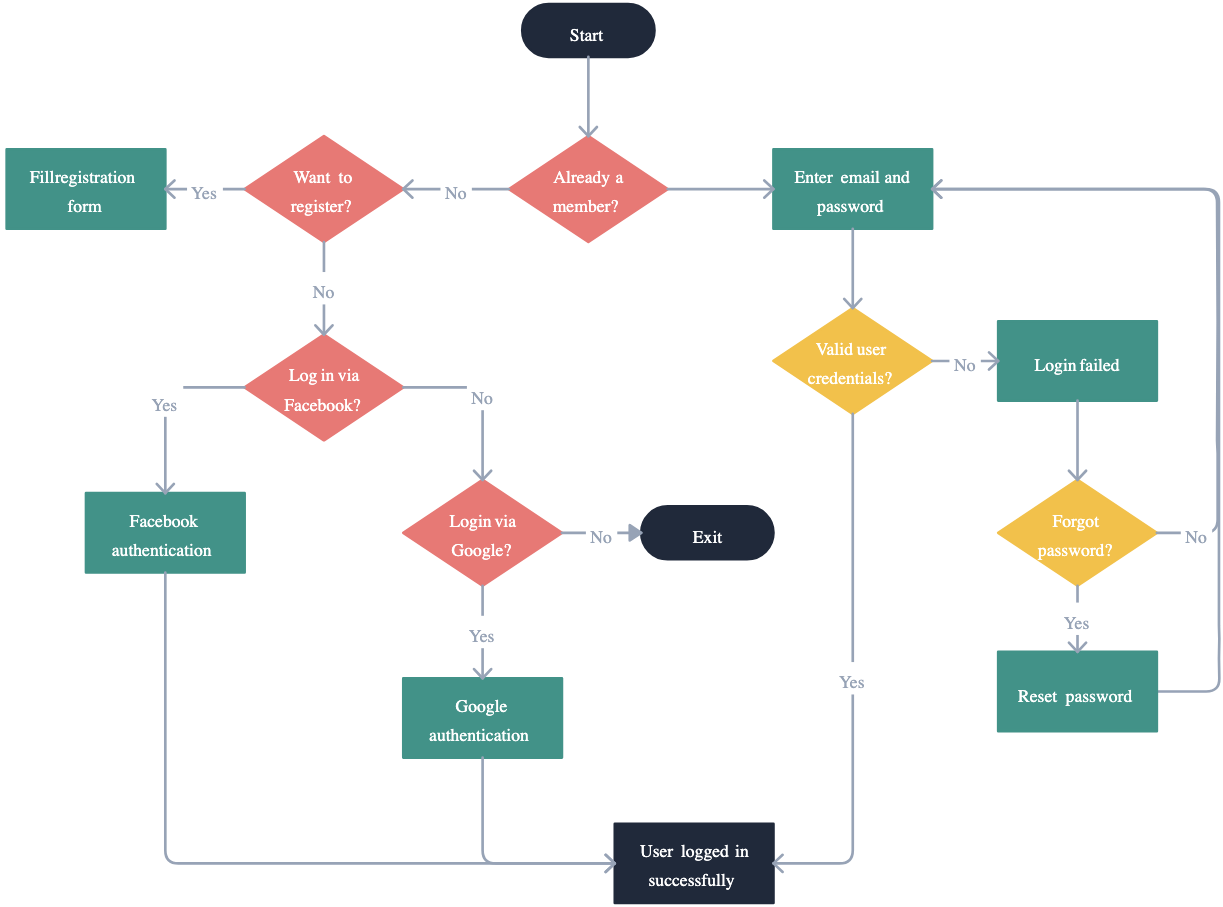 Start
Fillregistration
form
Yes
Want to
register?
No
Already a
member?
Enter email and
password
No
Valid user
credentials?
No
Login failed
Log in via
Facebook?
Yes
No
Facebook
authentication
Login via
Google?
No
Exit
Forgot
password?
No
Yes
Yes
Reset password
Google
authentication
Yes
User logged in
successfully